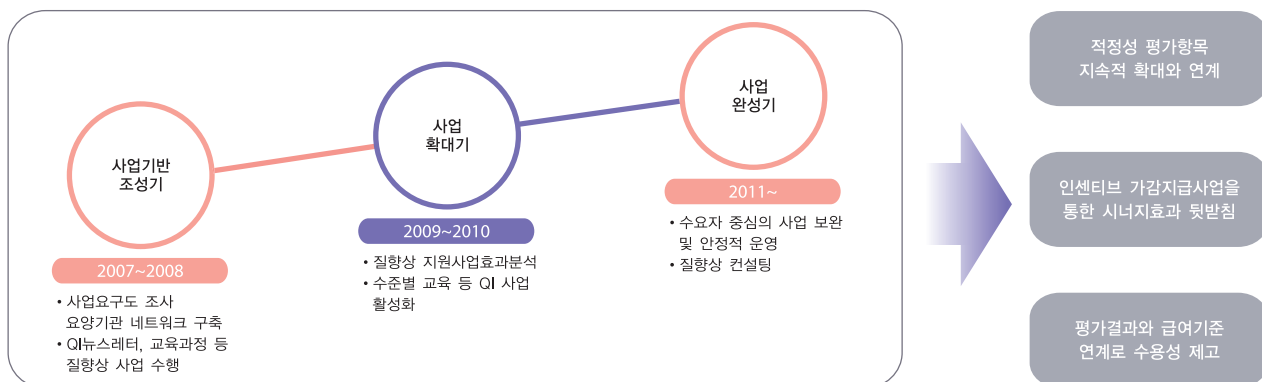 사업기반
조성기
2007~2008
• 사업요구도 조사
요양기관 네트워크 구축
• QI뉴스레터, 교육과정 등
질향상 사업 수행
사업
확대기
2009~2010
• 질향상 지원사업효과분석
• 수준별 교육 등 QI 사업
활성화
사업
완성기
2011~
• 수요자 중심의 사업 보완
및 안정적 운영
• 질향상 컨설팅
적정성 평가항목
지속적 확대와 연계
인센티브 가감지급사업을
통한 시너지효과 뒷받침
평가결과와 급여기준
연계로 수용성 제고